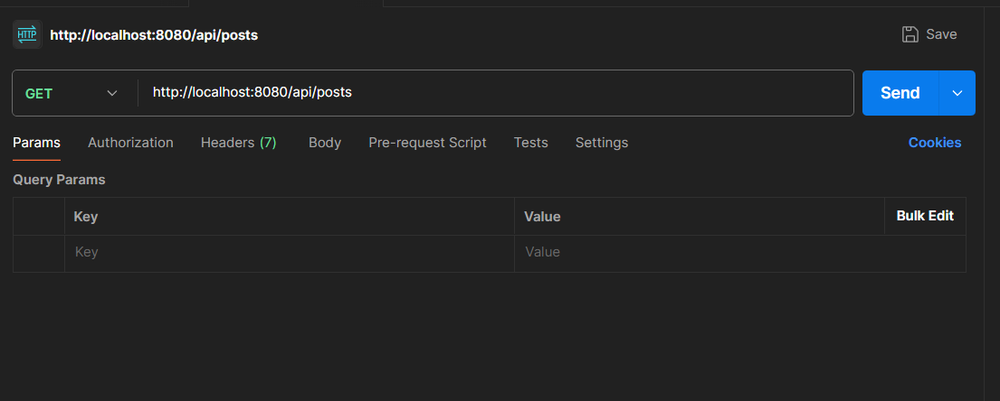 HTTP http://localhost:8080/api/posts Save
GET http://localhost:8080/api/posts Send
Params Authorization Headers (7) Body Pre-request Script Tests Settings Cookies
Query Params
Key Value Bulk Edit
Key Value